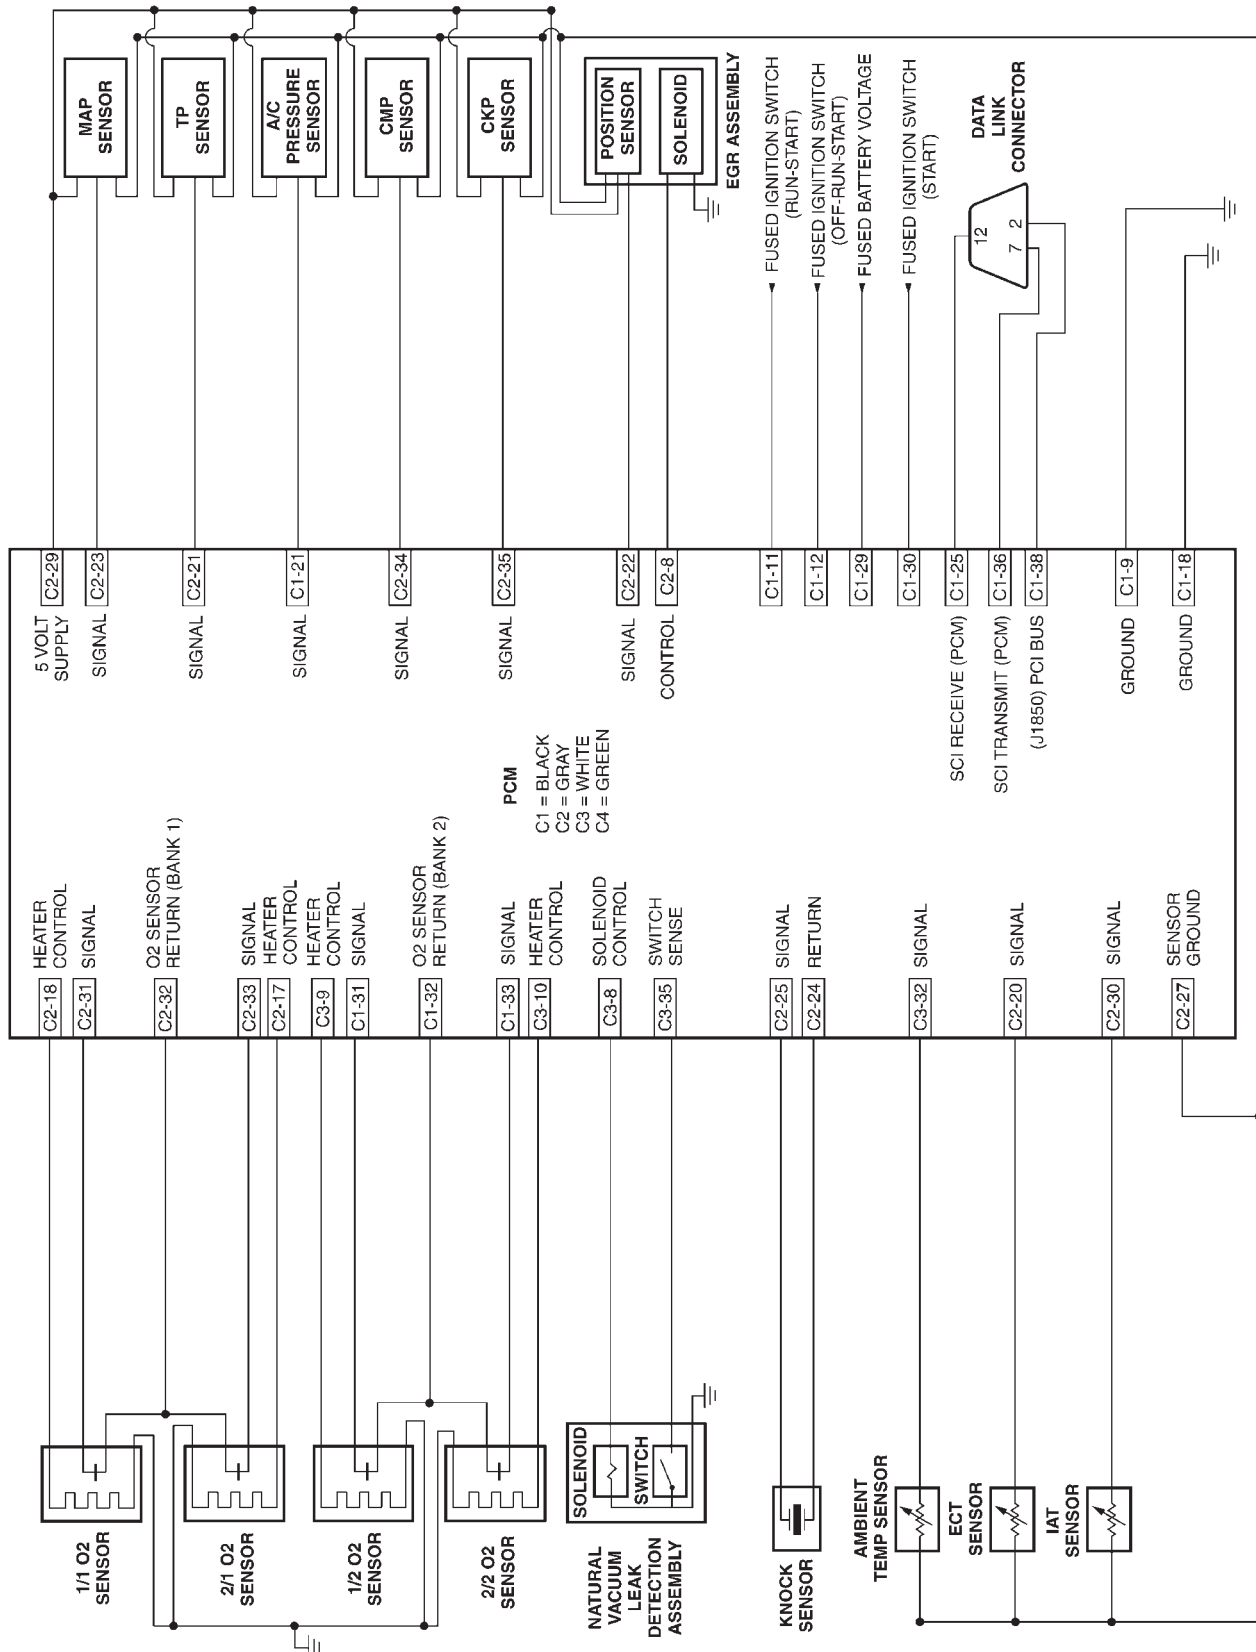 MAP
SENSOR
TP
SENSOR
A/C
PRESSURE
SENSOR
CMP
SENSOR
CKP
SENSOR
POSITION
SENSOR
SOLENOID
EGR ASSEMBLY
FUSED IGNITION SWITCH
(RUN-START)
FUSED IGNITION SWITCH
(OFF-RUN-START)
FUSED BATTERY VOLTAGE
FUSED IGNITION SWITCH
(START)
DATA
LINK
CONNECTOR
12
7
2
C2-29
C2-23
C2-21
C1-21
C2-34
C2-35
C2-22
C2-8
C1-11
C1-12
C1-29
C1-30
C1-25
C1-36
C1-38
C1-9
C1-18
5 VOLT
SUPPLY
SIGNAL
SIGNAL
SIGNAL
SIGNAL
SIGNAL
SIGNAL
CONTROL
SCI RECEIVE (PCM)
SCI TRANSMIT (PCM)
(J1850) PCI BUS
GROUND
GROUND
PCM
C1 = BLACK
C2 = GRAY
C3 = WHITE
C4 = GREEN
HEATER
CONTROL
SIGNAL
O2 SENSOR
RETURN (BANK 1)
SIGNAL
HEATER
CONTROL
HEATER
CONTROL
SIGNAL
O2 SENSOR
RETURN (BANK 2)
SIGNAL
HEATER
CONTROL
SOLENOID
CONTROL
SWITCH
SENSE
SIGNAL
RETURN
SIGNAL
SIGNAL
SIGNAL
SENSOR
GROUND
C2-18
C2-31
C2-32
C2-33
C2-17
C3-9
C1-31
C1-32
C1-33
C3-10
C3-8
C3-35
C2-25
C2-24
C3-32
C2-20
C2-30
C2-27
1/1 O2
SENSOR
2/1 O2
SENSOR
1/2 O2
SENSOR
2/2 O2
SENSOR
SOLENOID
SWITCH
NATURAL
VACUUM
LEAK
DETECTION
ASSEMBLY
KNOCK
SENSOR
AMBIENT
TEMP SENSOR
ECT
SENSOR
IAT
SENSOR